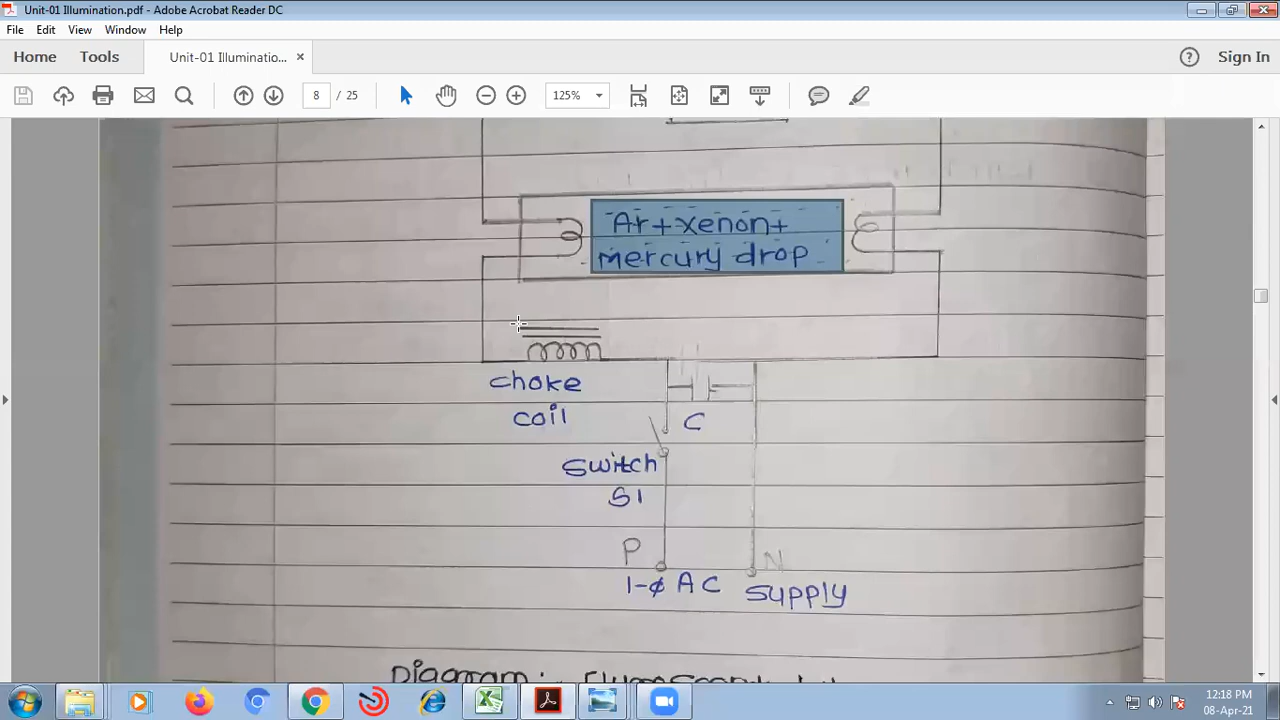 Unit-01 Illumination.pdf - Adobe Acrobat Reader DC
File Edit View Window Help
Home Tools Unit-01 Illuminatio... Sign In
8 / 25 125%
Ar+xenon+
mercury drop
choke
coil
C
Switch
S1
P N
1-ϕ AC Supply
Diagram :-
12:18 PM
08-Apr-21